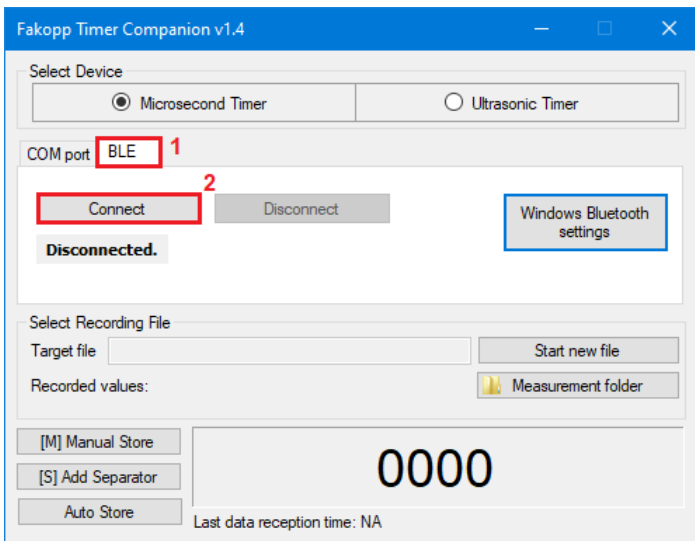 Fakopp Timer Companion v1.4
Select Device
Microsecond Timer
Ultrasonic Timer
COM port
BLE
1
2
Connect
Disconnect
Windows Bluetooth
settings
Disconnected.
Select Recording File
Target file
Start new file
Recorded values:
Measurement folder
[M] Manual Store
[S] Add Separator
Auto Store
0000
Last data reception time: NA